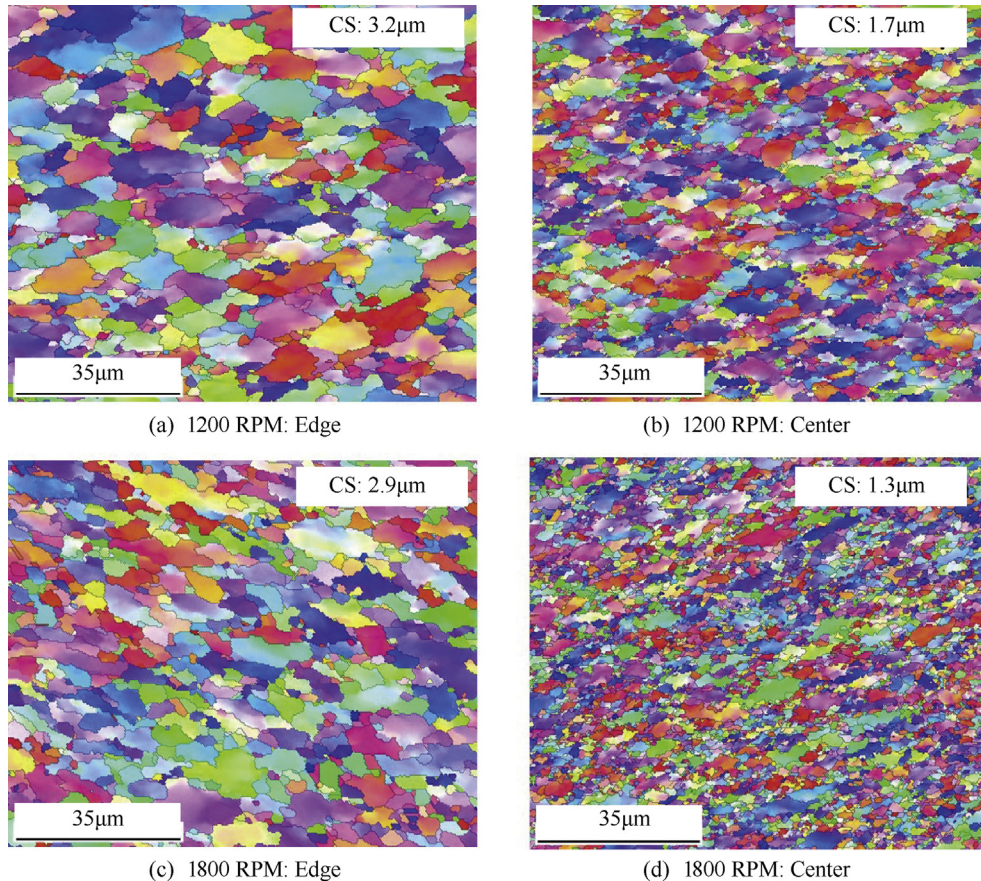 CS: 3.2μm
CS: 1.7μm
35μm
35μm
(a) 1200 RPM: Edge
(b) 1200 RPM: Center
CS: 2.9μm
CS: 1.3μm
35μm
35μm
(c) 1800 RPM: Edge
(d) 1800 RPM: Center